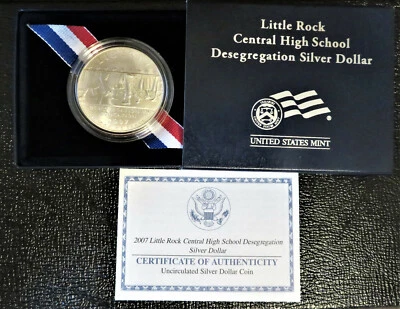 Little Rock
Central High School
Desegregation Silver Dollar
UNITED STATES MINT
2007 Little Rock Central High School Desegregation
Silver Dollar
CERTIFICATE OF AUTHENTICITY
Uncirculated Silver Dollar Coin